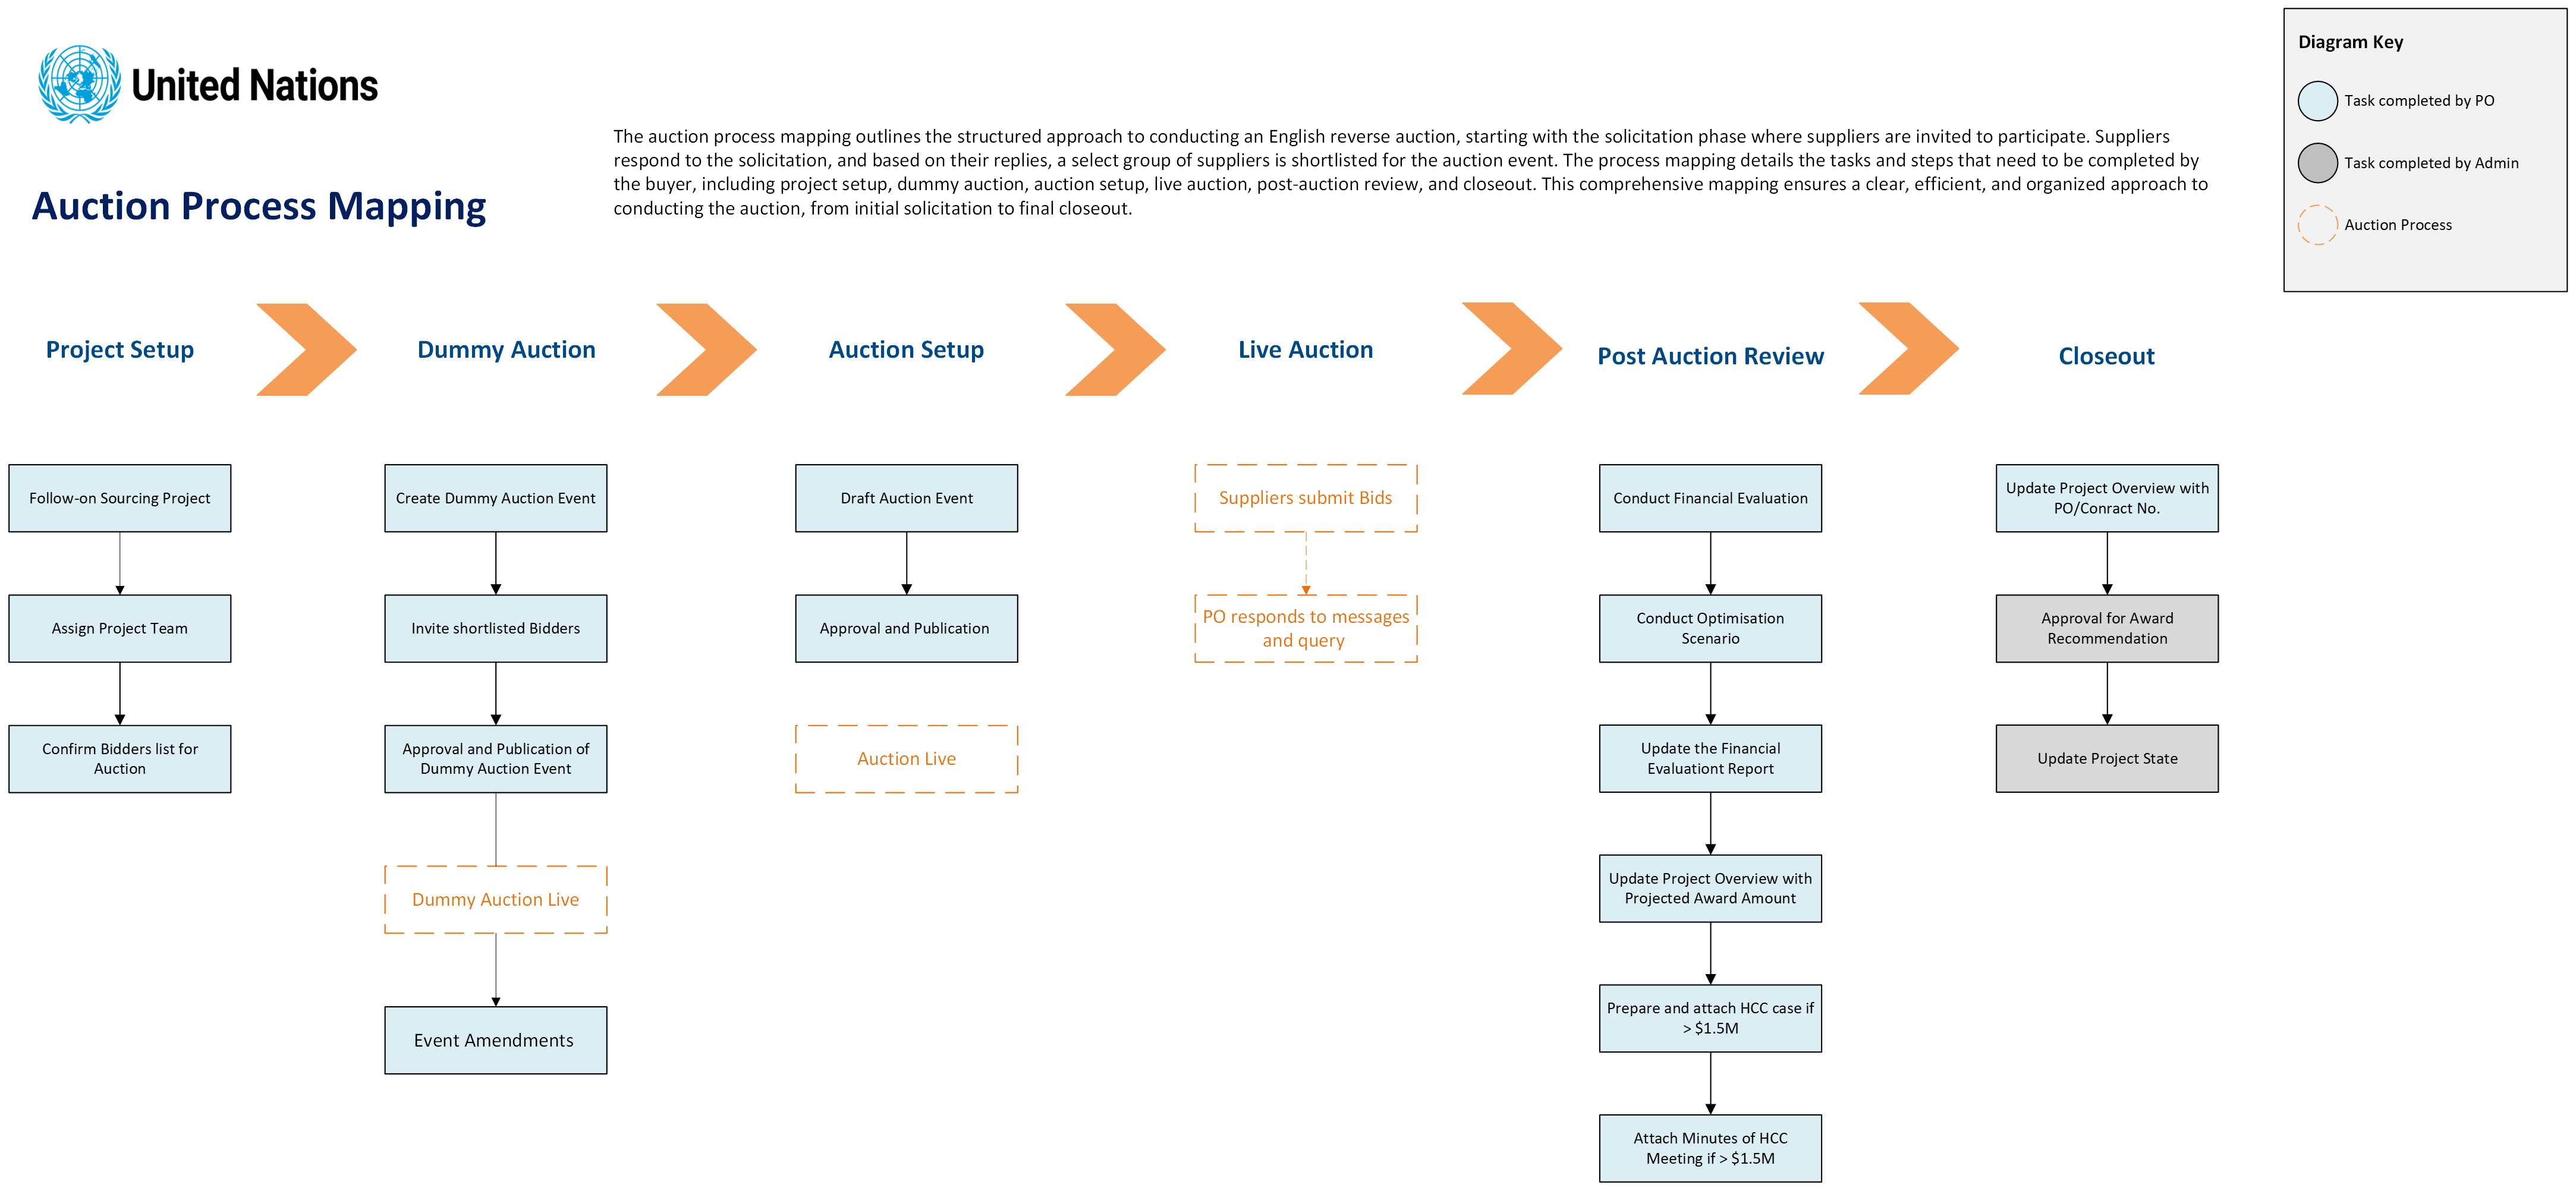 United Nations
Auction Process Mapping
The auction process mapping outlines the structured approach to conducting an English reverse auction, starting with the solicitation phase where suppliers are invited to participate. Suppliers
respond to the solicitation, and based on their replies, a select group of suppliers is shortlisted for the auction event. The process mapping details the tasks and steps that need to be completed by
the buyer, including project setup, dummy auction, auction setup, live auction, post-auction review, and closeout. This comprehensive mapping ensures a clear, efficient, and organized approach to
conducting the auction, from initial solicitation to final closeout.
Diagram Key
Task completed by PO
Task completed by Admin
Auction Process
Project Setup
Dummy Auction
Auction Setup
Live Auction
Post Auction Review
Closeout
Follow-on Sourcing Project
Assign Project Team
Confirm Bidders list for
Auction
Create Dummy Auction Event
Invite shortlisted Bidders
Approval and Publication of
Dummy Auction Event
Dummy Auction Live
Event Amendments
Draft Auction Event
Approval and Publication
Auction Live
Suppliers submit Bids
PO responds to messages
and query
Conduct Financial Evaluation
Conduct Optimisation
Scenario
Update the Financial
Evaluationt Report
Update Project Overview with
Projected Award Amount
Prepare and attach HCC case if
> $1.5M
Attach Minutes of HCC
Meeting if > $1.5M
Update Project Overview with
PO/Conract No.
Approval for Award
Recommendation
Update Project State